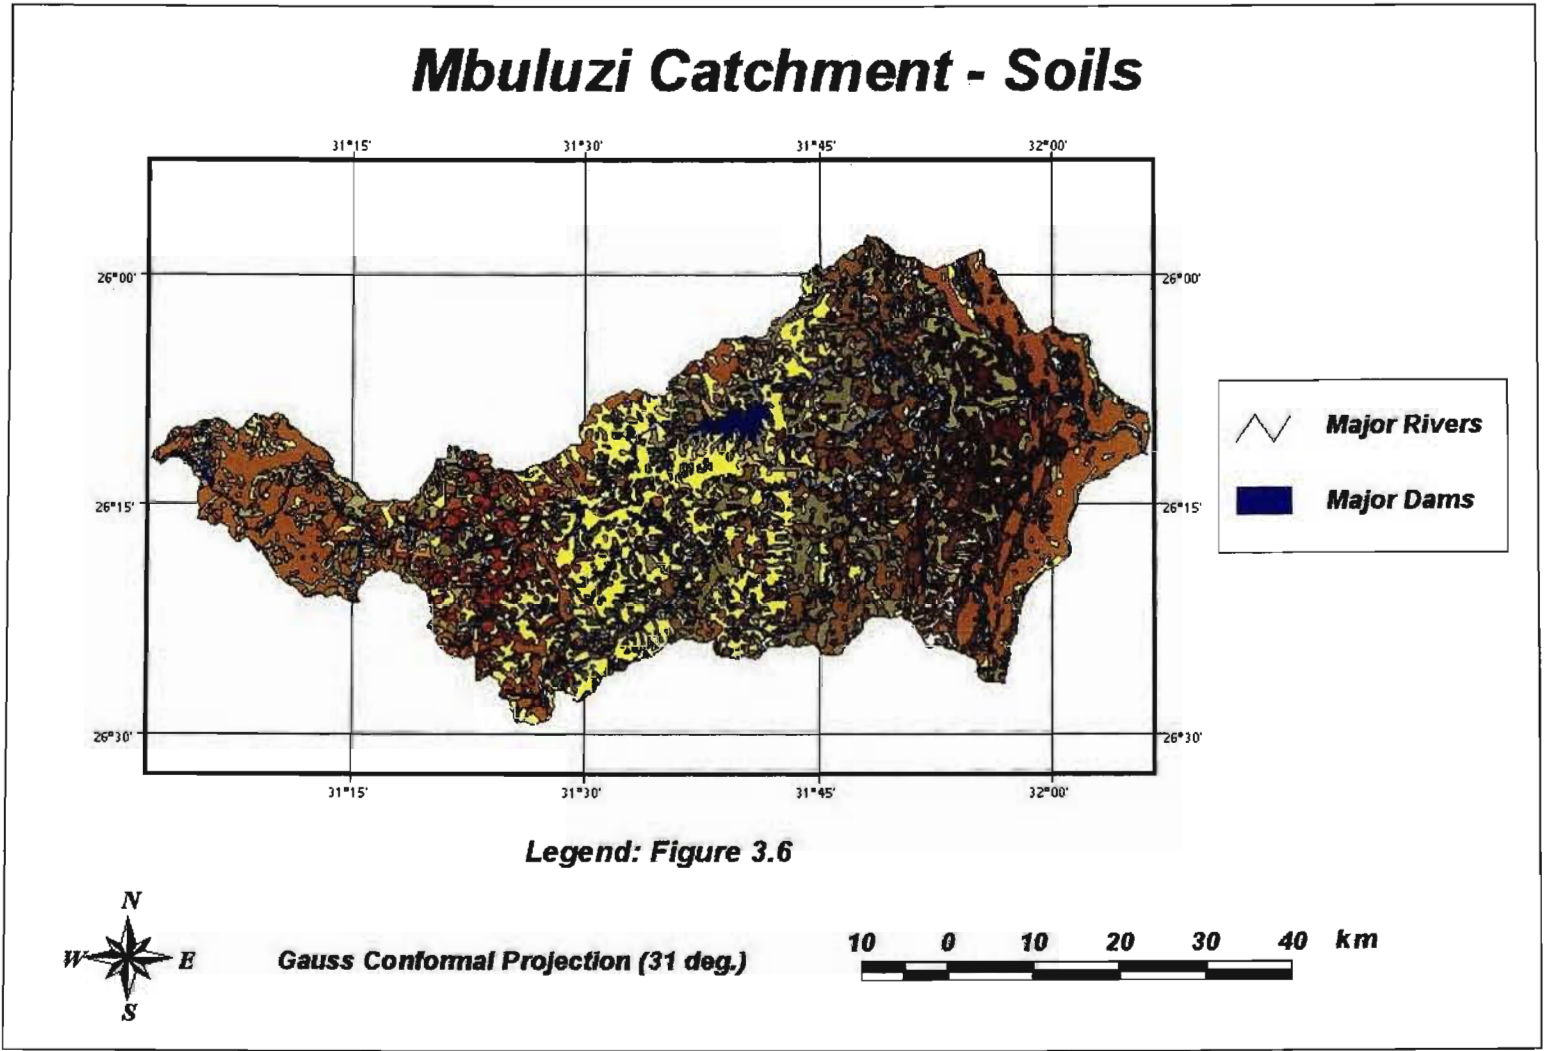 Mbuluzi Catchment - Soils
31°15' 31°30' 31°45' 32°00'
26°00' 26°00'
26°15' 26°15'
26°30' 26°30'
31°15' 31°30' 31°45' 32°00'
Major Rivers
Major Dams
Legend: Figure 3.6
N
W E
S
Gauss Conformal Projection (31 deg.)
10 0 10 20 30 40 km